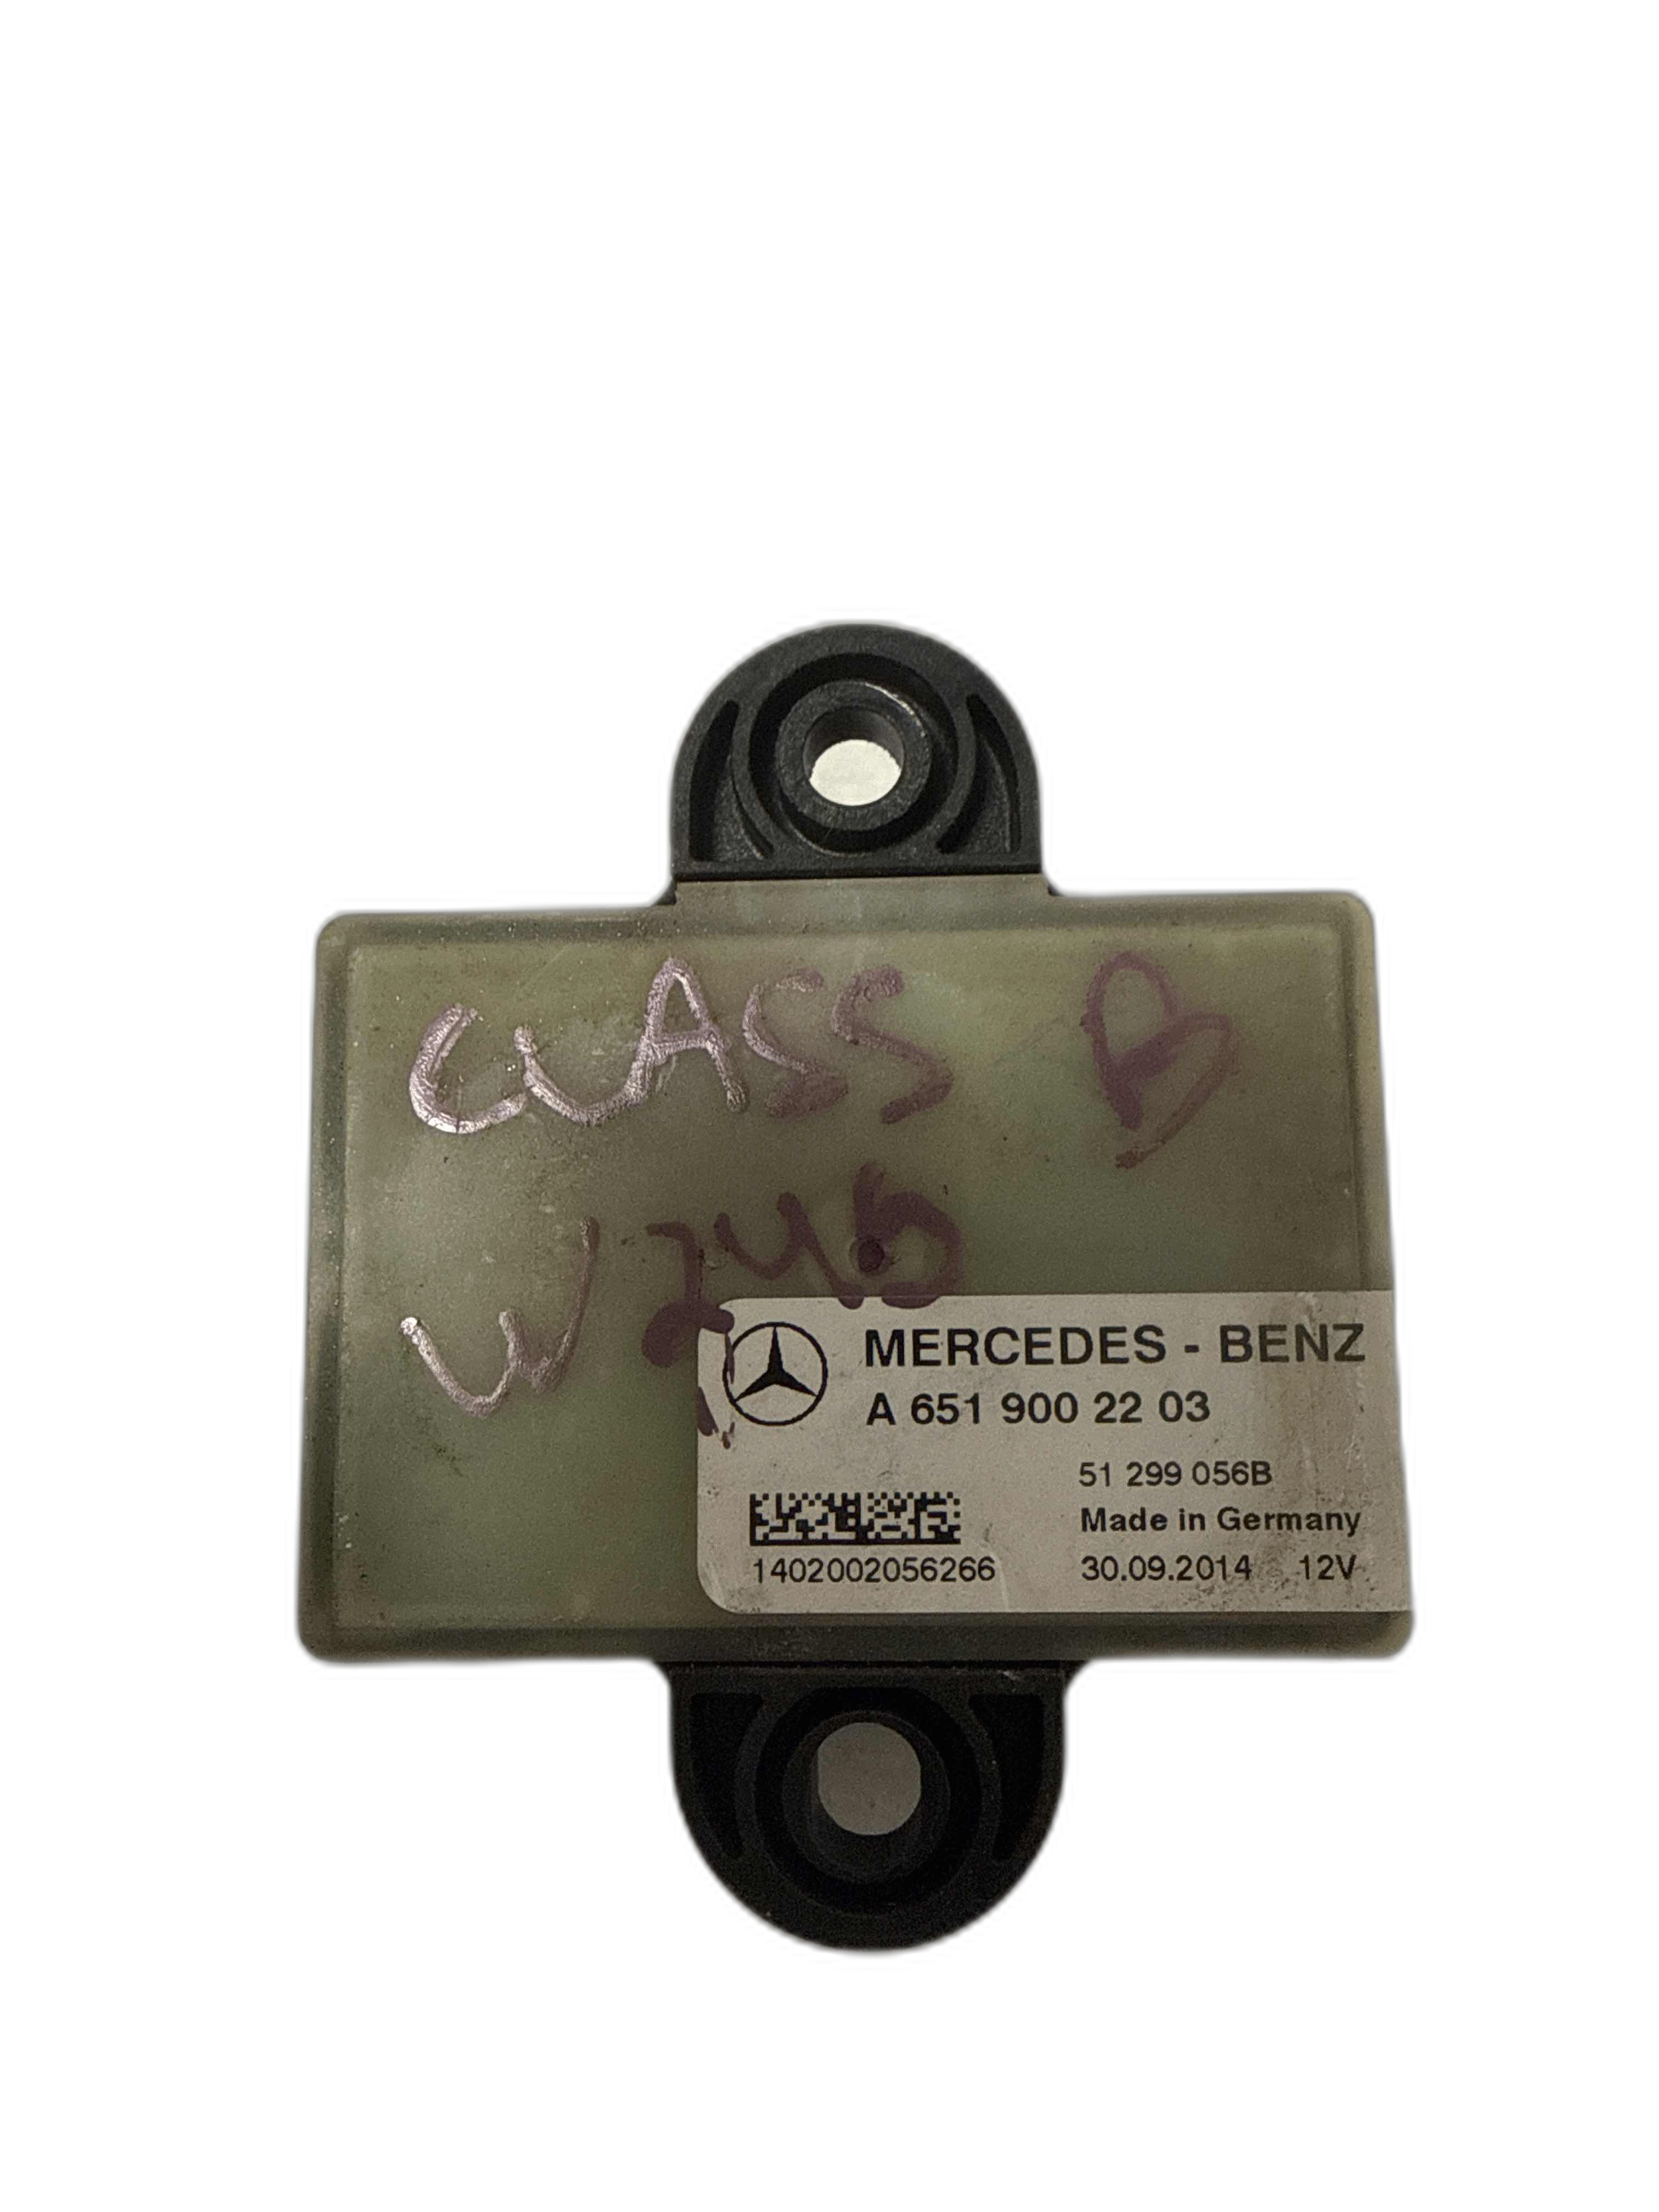 CLASS B
W246
MERCEDES - BENZ
A 651 900 22 03
51 299 056B
Made in Germany
1402002056266
30.09.2014 12V